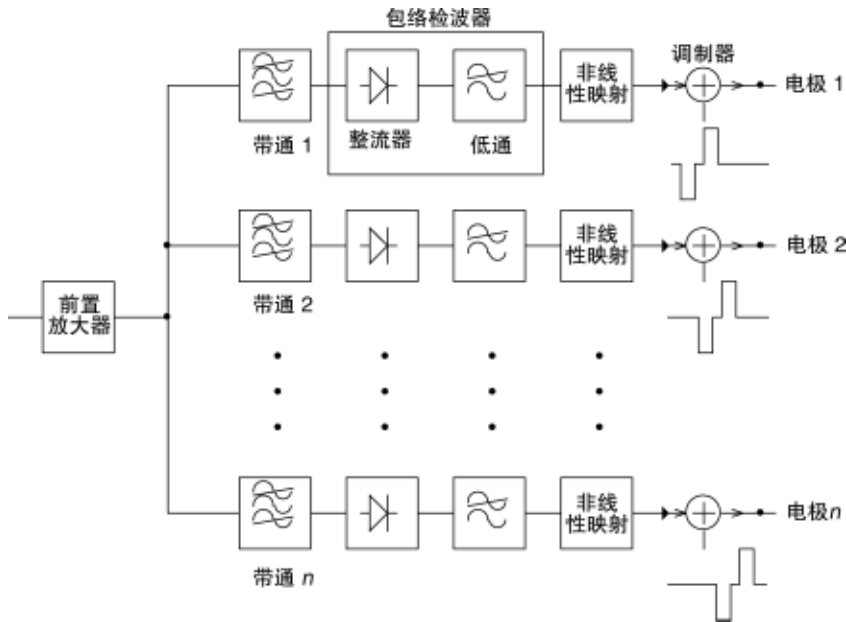 包络检波器
带通 1
整流器
低通
非线
性映射
调制器
电极 1
带通 2
非线
性映射
电极 2
前置
放大器
带通 n
非线
性映射
电极n